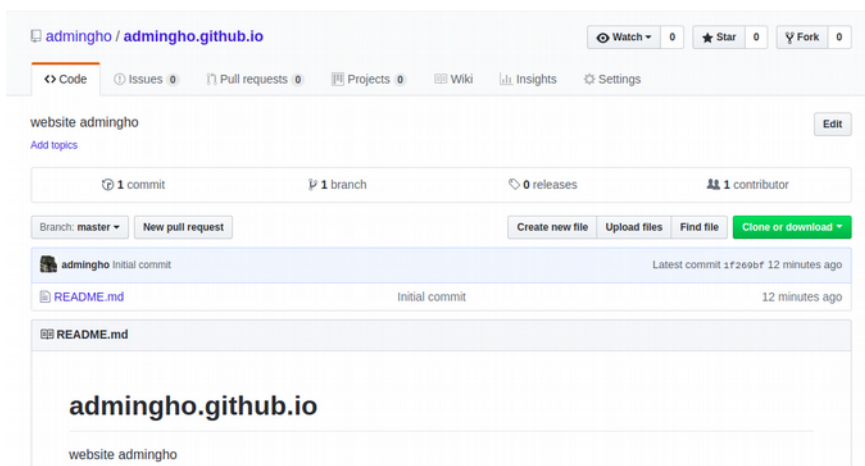 admingho / admingho.github.io
Watch 0 Star 0 Fork 0
Code Issues 0 Pull requests 0 Projects 0 Wiki Insights Settings
website admingho Edit
Add topics
1 commit 1 branch 0 releases 1 contributor
Branch: master New pull request Create new file Upload files Find file Clone or download
admingho Initial commit Latest commit 1f269bf 12 minutes ago
README.md Initial commit 12 minutes ago
README.md
admingho.github.io
website admingho